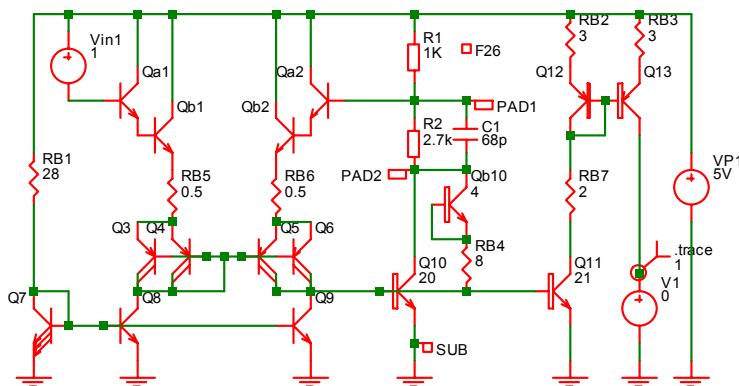 Vin1
1
Qa1
Qb1
Qb2
Qa2
R1
1K
F26
RB2
3
RB3
3
Q12
Q13
PAD1
R2
2.7k
C1
68p
RB1
28
RB5
0.5
RB6
0.5
PAD2
Qb10
4
RB7
2
VP1
5V
Q3
Q4
Q5
Q6
RB4
8
Q10
20
Q11
21
.trace
1
V1
0
Q7
Q8
Q9
SUB